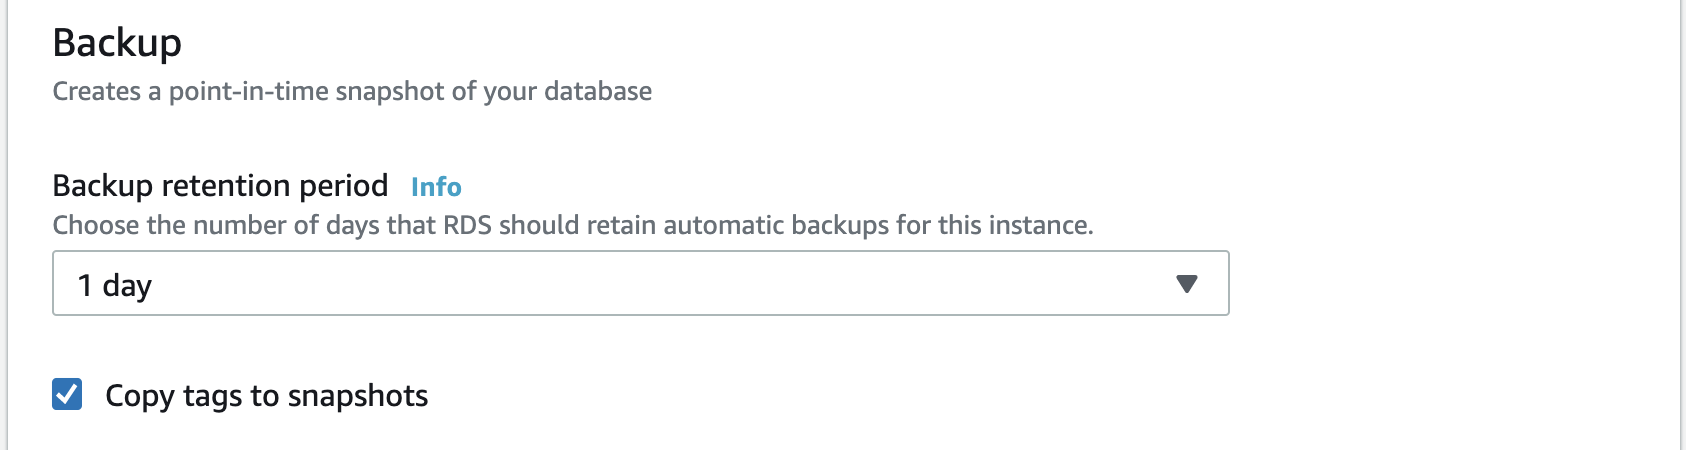 Backup
Creates a point-in-time snapshot of your database
Backup retention period Info
Choose the number of days that RDS should retain automatic backups for this instance.
1 day
Copy tags to snapshots